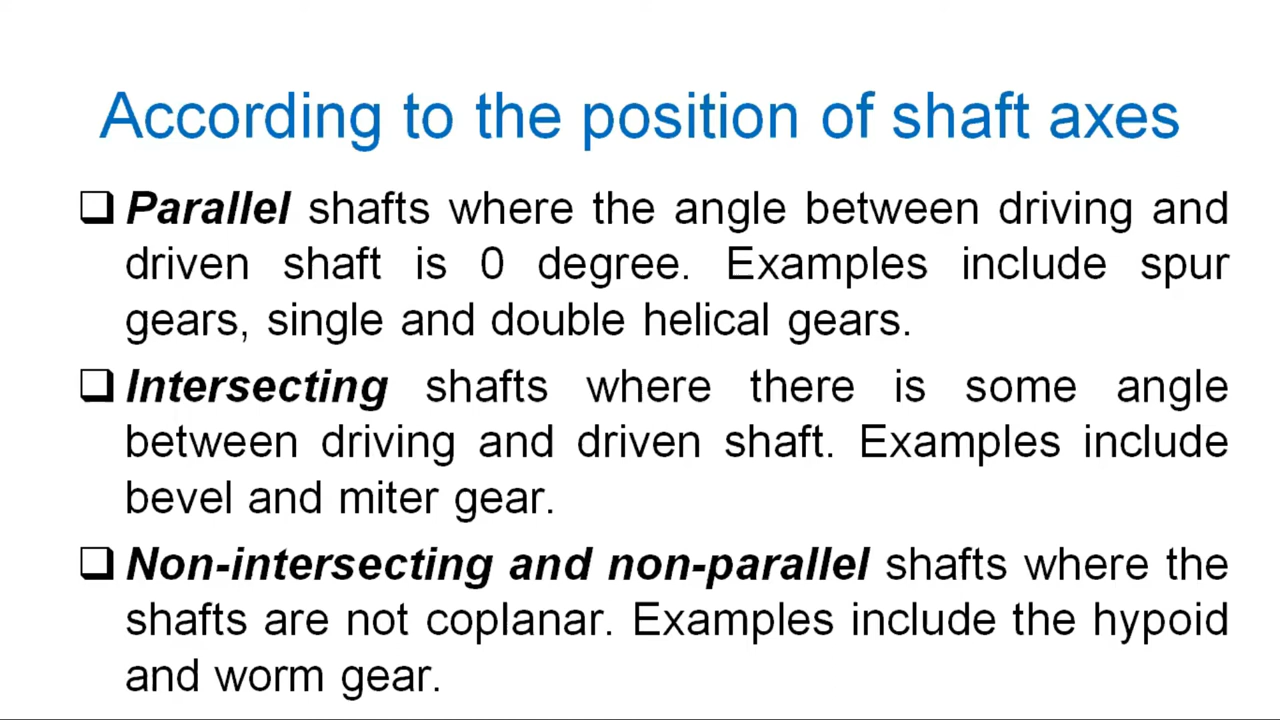 According to the position of shaft axes
❑ Parallel shafts where the angle between driving and
driven shaft is 0 degree. Examples include spur
gears, single and double helical gears.
❑ Intersecting shafts where there is some angle
between driving and driven shaft. Examples include
bevel and miter gear.
❑ Non-intersecting and non-parallel shafts where the
shafts are not coplanar. Examples include the hypoid
and worm gear.